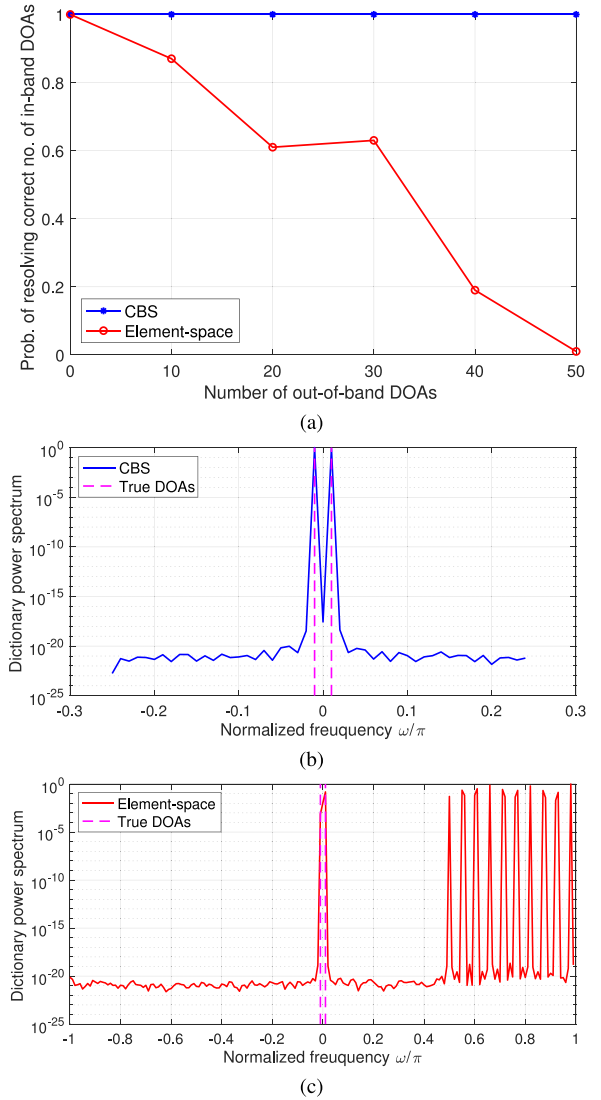 Prob. of resolving correct no. of in-band DOAs
1
0.8
0.6
0.4
0.2
0
CBS
Element-space
0 10 20 30 40 50
Number of out-of-band DOAs
(a)
Dictionary power spectrum
10^0
10^-5
10^-10
10^-15
10^-20
10^-25
CBS
True DOAs
-0.3 -0.2 -0.1 0 0.1 0.2 0.3
Normalized freuquency ω/π
(b)
Dictionary power spectrum
10^0
10^-5
10^-10
10^-15
10^-20
10^-25
Element-space
True DOAs
-1 -0.8 -0.6 -0.4 -0.2 0 0.2 0.4 0.6 0.8 1
Normalized freuquency ω/π
(c)